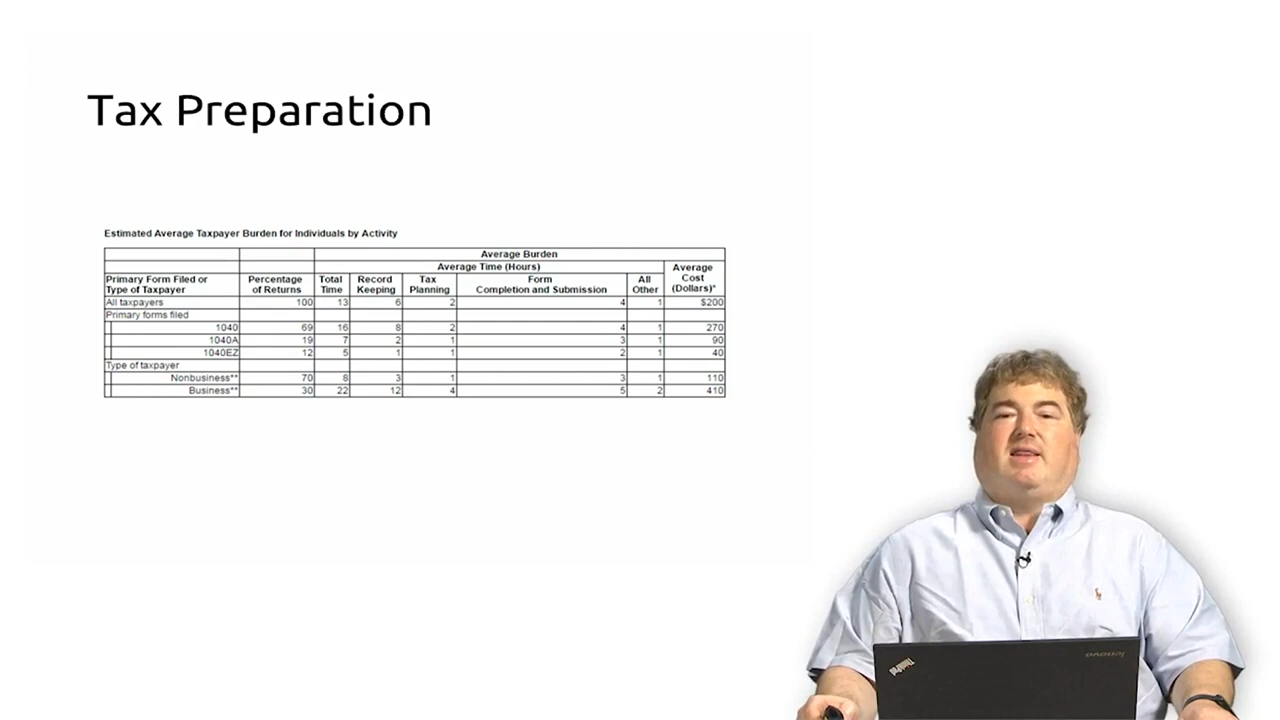 Tax Preparation
Estimated Average Taxpayer Burden for Individuals by Activity
Average Burden
Average Time (Hours)
Primary Form Filed or Type of Taxpayer Percentage of Returns Total Time Record Keeping Tax Planning Form Completion and Submission All Other Average Cost (Dollars)*
All taxpayers 100 13 6 2 4 1 $200
Primary forms filed
1040 69 16 8 2 4 1 270
1040A 19 7 2 1 3 1 90
1040EZ 12 5 1 1 2 1 40
Type of taxpayer
Nonbusiness** 70 8 3 1 3 1 110
Business** 30 22 12 4 5 2 410
ThinkPad
lenovo